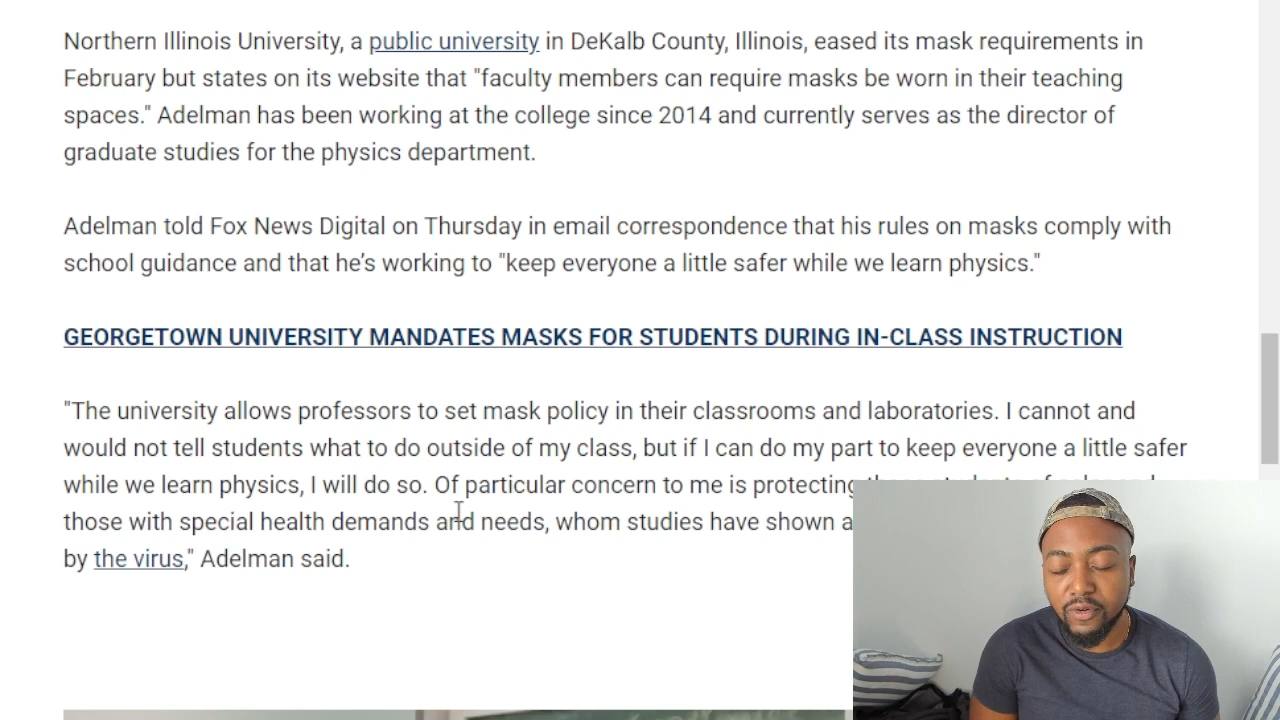 Northern Illinois University, a public university in DeKalb County, Illinois, eased its mask requirements in
February but states on its website that "faculty members can require masks be worn in their teaching
spaces." Adelman has been working at the college since 2014 and currently serves as the director of
graduate studies for the physics department.
Adelman told Fox News Digital on Thursday in email correspondence that his rules on masks comply with
school guidance and that he’s working to "keep everyone a little safer while we learn physics."
GEORGETOWN UNIVERSITY MANDATES MASKS FOR STUDENTS DURING IN-CLASS INSTRUCTION
"The university allows professors to set mask policy in their classrooms and laboratories. I cannot and
would not tell students what to do outside of my class, but if I can do my part to keep everyone a little safer
while we learn physics, I will do so. Of particular concern to me is protecting
those with special health demands and needs, whom studies have shown
by the virus," Adelman said.